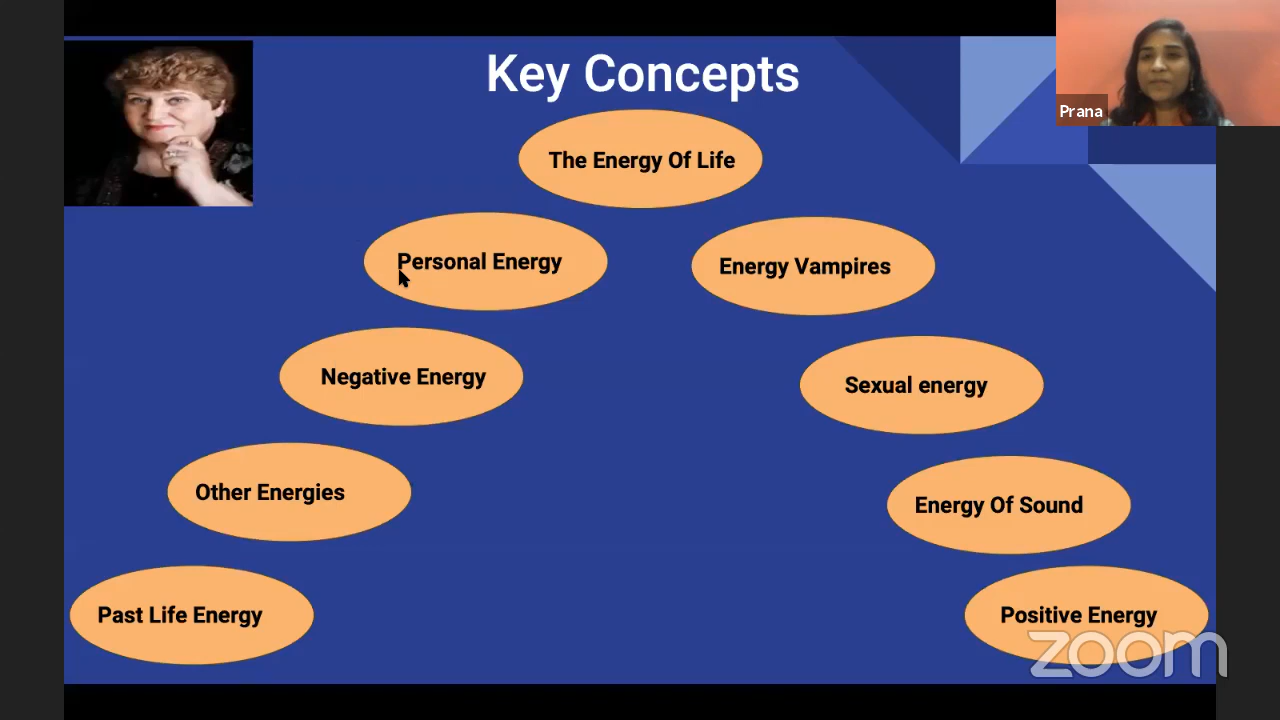 Key Concepts
Prana
The Energy Of Life
Personal Energy
Energy Vampires
Negative Energy
Sexual energy
Other Energies
Energy Of Sound
Past Life Energy
Positive Energy
zoom